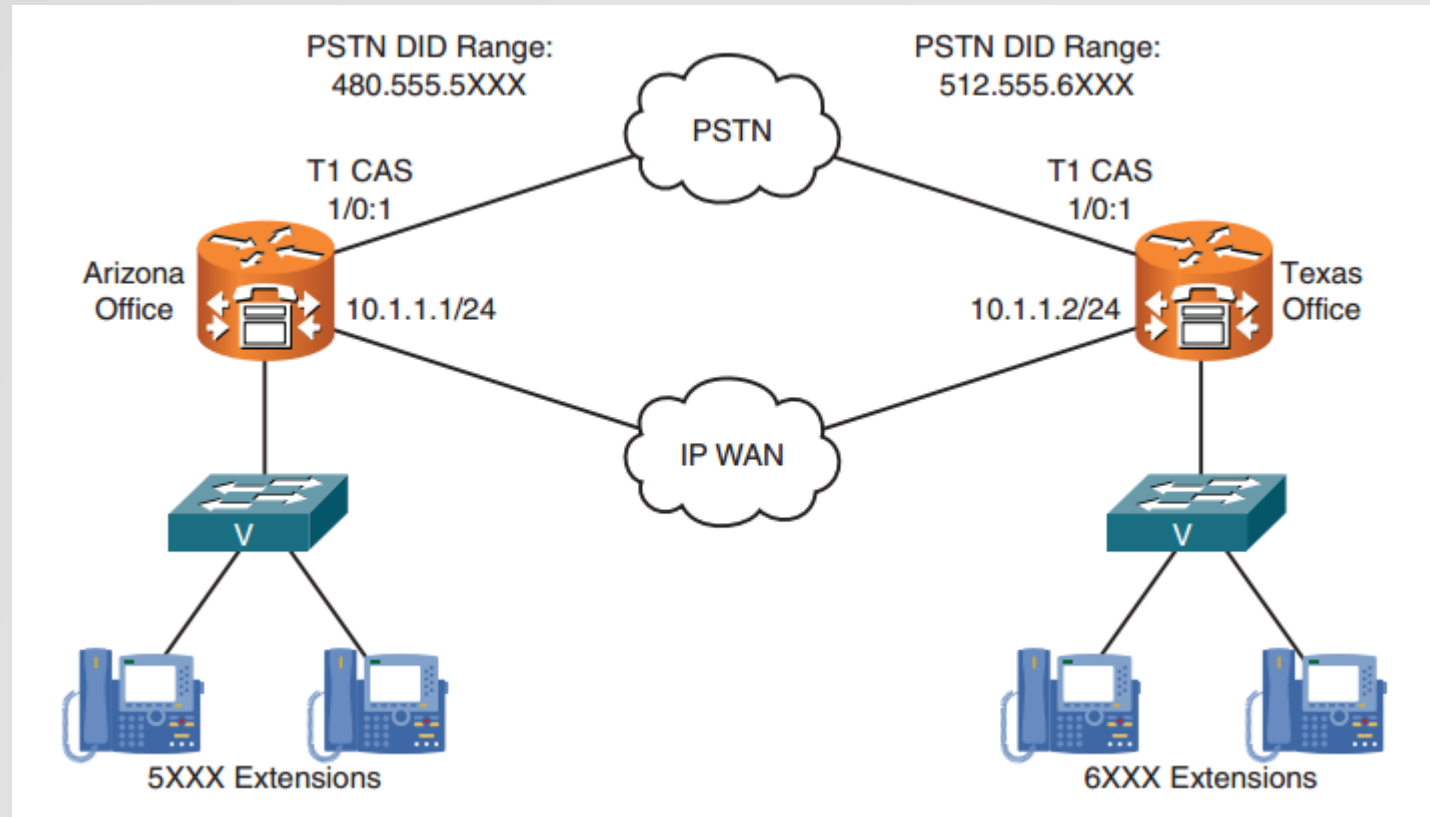 PSTN DID Range:
480.555.5XXX
PSTN DID Range:
512.555.6XXX
PSTN
T1 CAS
1/0:1
T1 CAS
1/0:1
Arizona
Office
10.1.1.1/24
10.1.1.2/24
Texas
Office
IP WAN
V
V
5XXX Extensions
6XXX Extensions